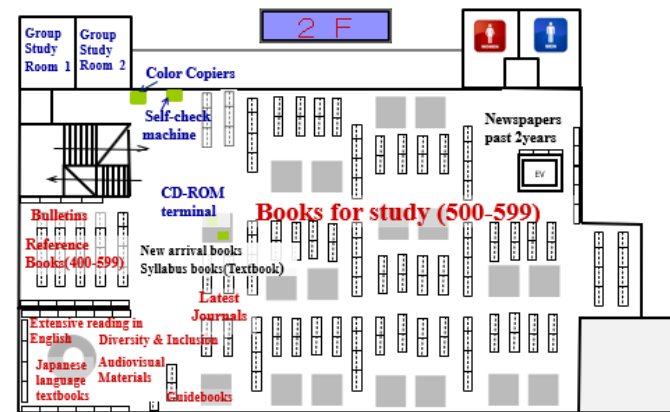 2 F
Group
Study
Room 1
Group
Study
Room 2
WOMEN
MEN
Color Copiers
Self-check
machine
Newspapers
past 2years
EV
CD-ROM
terminal
Books for study (500-599)
Bulletins
Reference
Books(400-599)
New arrival books
Syllabus books(Textbook)
Latest
Journals
Extensive reading in
English
Diversity & Inclusion
Japanese
language
textbooks
Audiovisual
Materials
Guidebooks